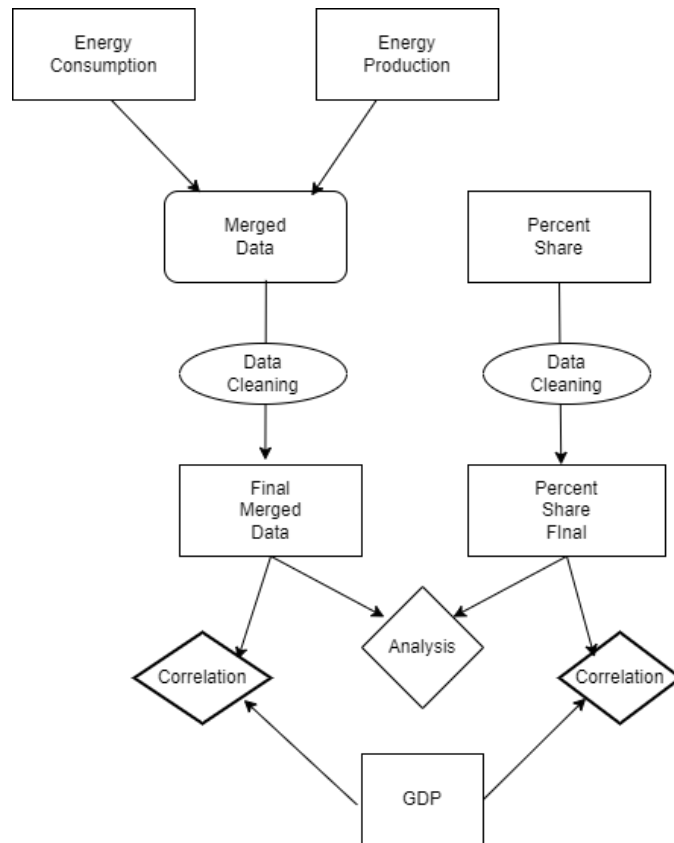 Energy
Consumption
Energy
Production
Merged
Data
Percent
Share
Data
Cleaning
Data
Cleaning
Final
Merged
Data
Percent
Share
FInal
Analysis
Correlation
Correlation
GDP